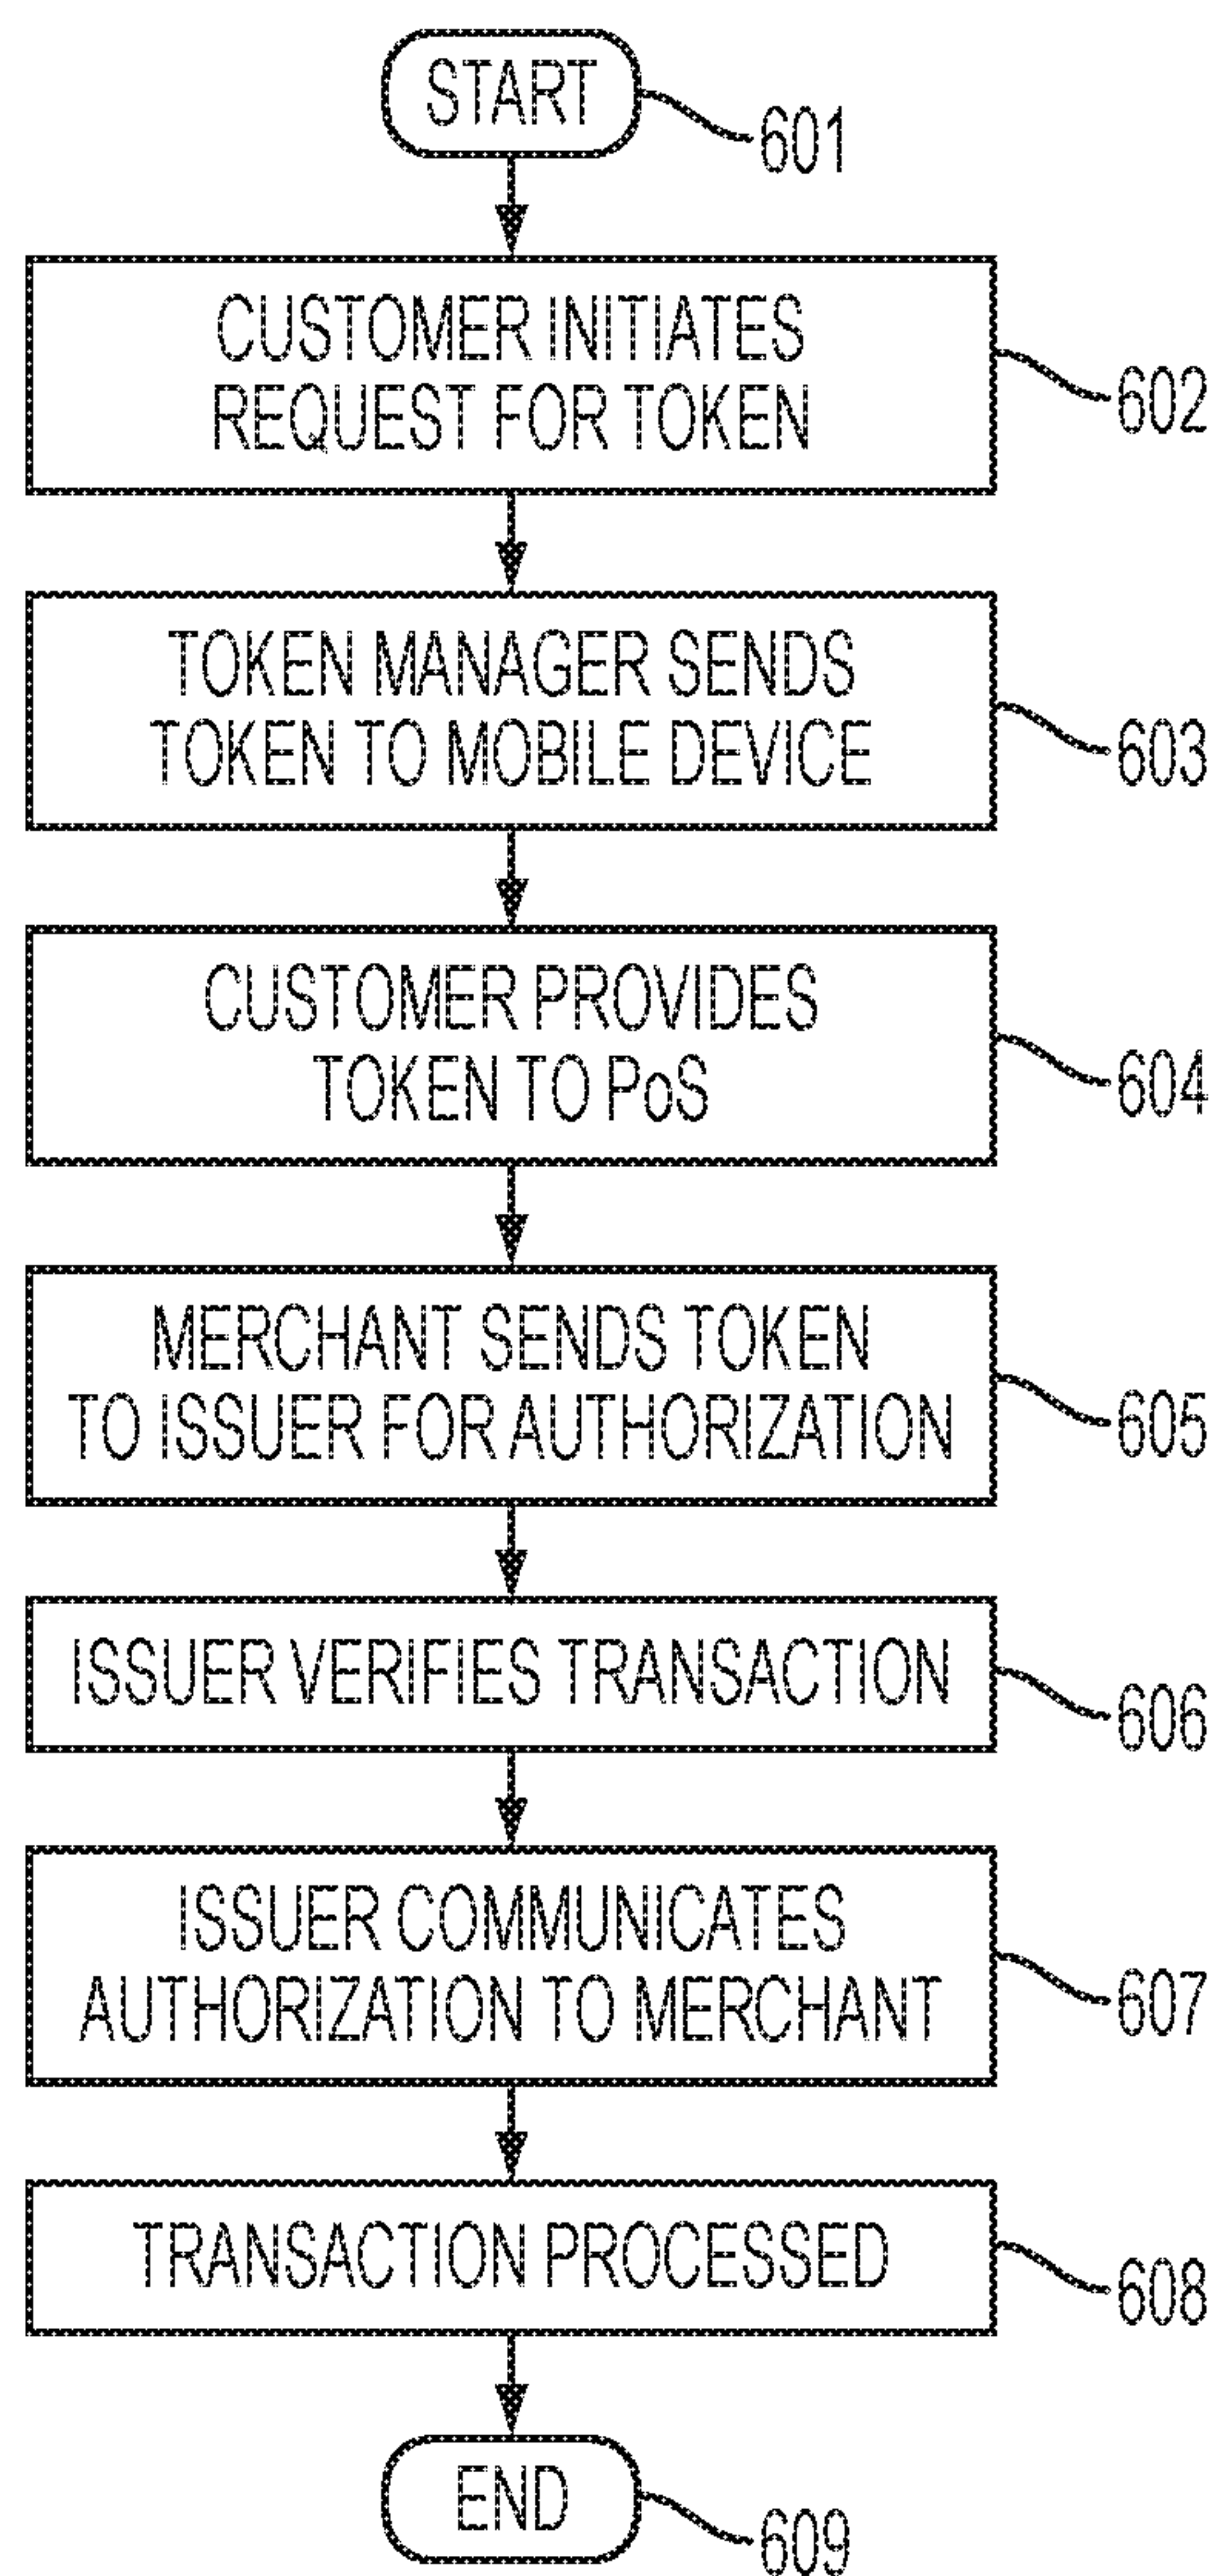 START
601
CUSTOMER INITIATES
REQUEST FOR TOKEN
602
TOKEN MANAGER SENDS
TOKEN TO MOBILE DEVICE
603
CUSTOMER PROVIDES
TOKEN TO PoS
604
MERCHANT SENDS TOKEN
TO ISSUER FOR AUTHORIZATION
605
ISSUER VERIFIES TRANSACTION
606
ISSUER COMMUNICATES
AUTHORIZATION TO MERCHANT
607
TRANSACTION PROCESSED
608
END
609